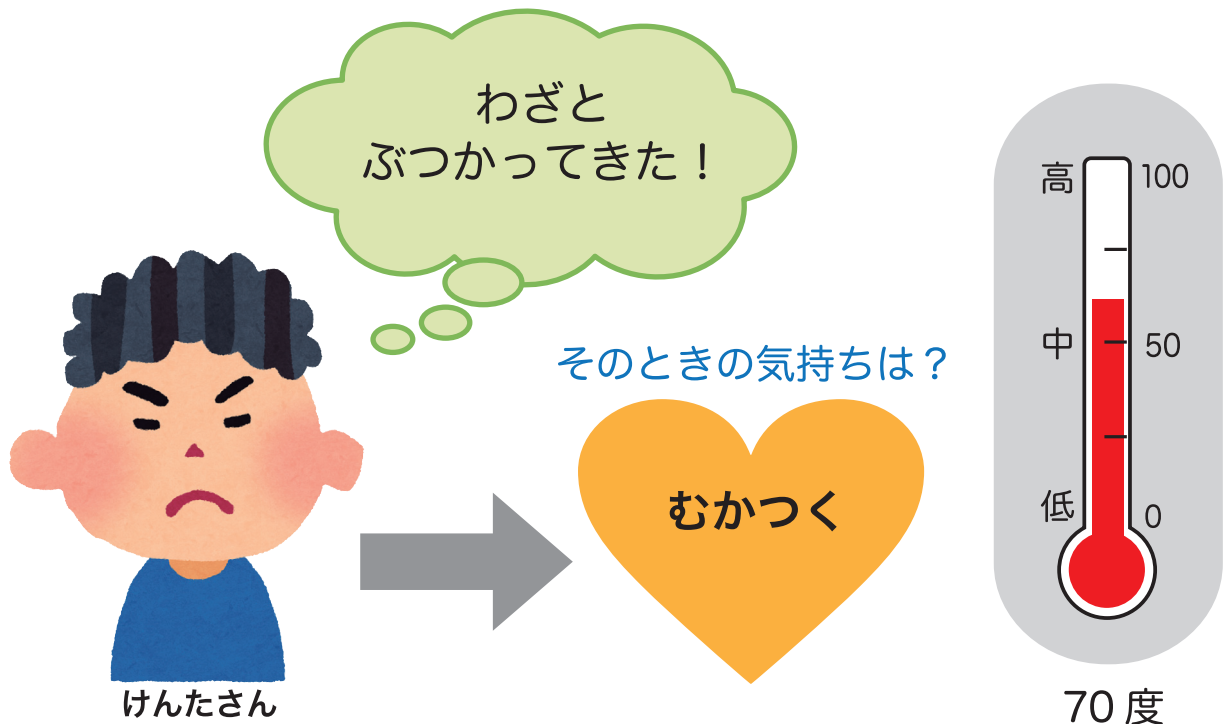 わざと
ぶつかってきた！
そのときの気持ちは？
むかつく
けんたさん
高 100
中 50
低 0
70度